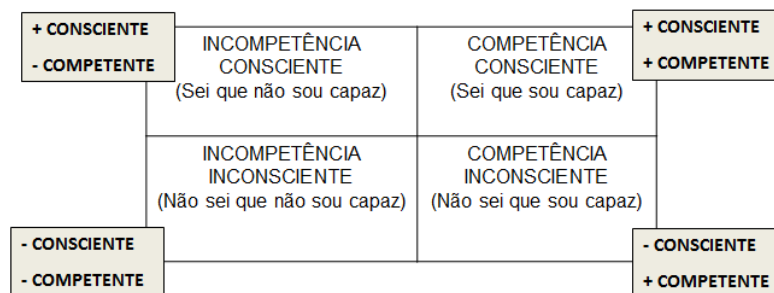 + CONSCIENTE
- COMPETENTE
INCOMPETÊNCIA
CONSCIENTE
(Sei que não sou capaz)
COMPETÊNCIA
CONSCIENTE
(Sei que sou capaz)
+ CONSCIENTE
+ COMPETENTE
INCOMPETÊNCIA
INCONSCIENTE
(Não sei que não sou capaz)
COMPETÊNCIA
INCONSCIENTE
(Não sei que sou capaz)
- CONSCIENTE
- COMPETENTE
- CONSCIENTE
+ COMPETENTE